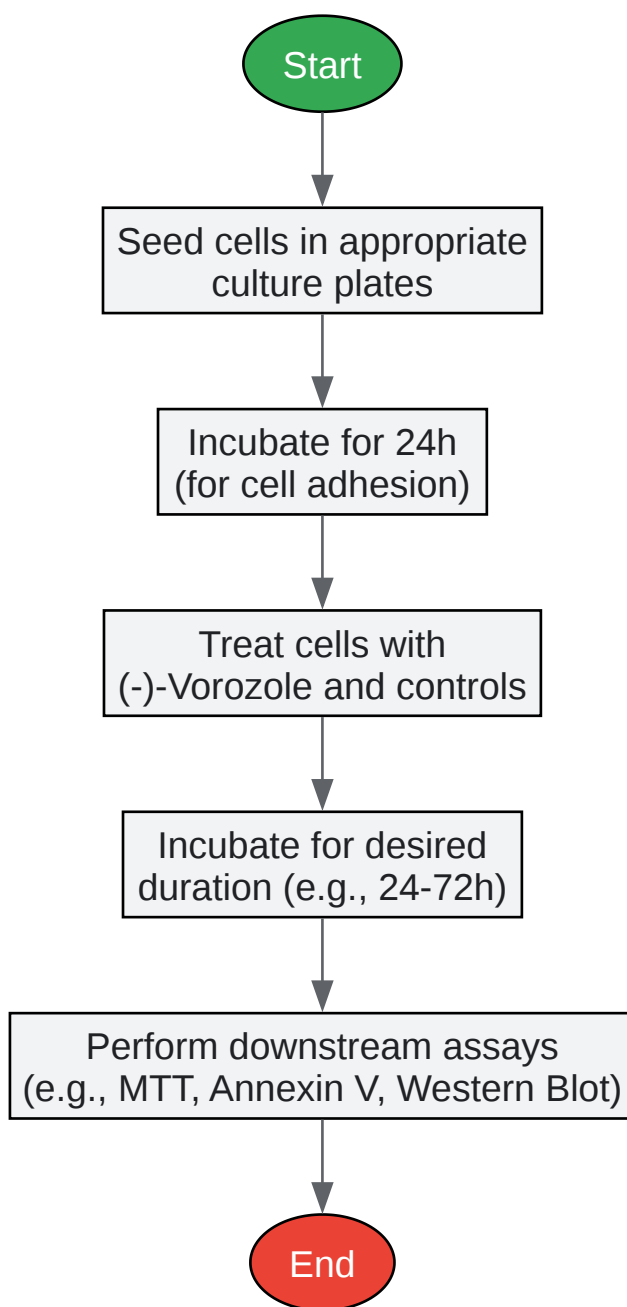 Start
Seed cells in appropriate
culture plates
Incubate for 24h
(for cell adhesion)
Treat cells with
(-)-Vorozole and controls
Incubate for desired
duration (e.g., 24-72h)
Perform downstream assays
(e.g., MTT, Annexin V, Western Blot)
End